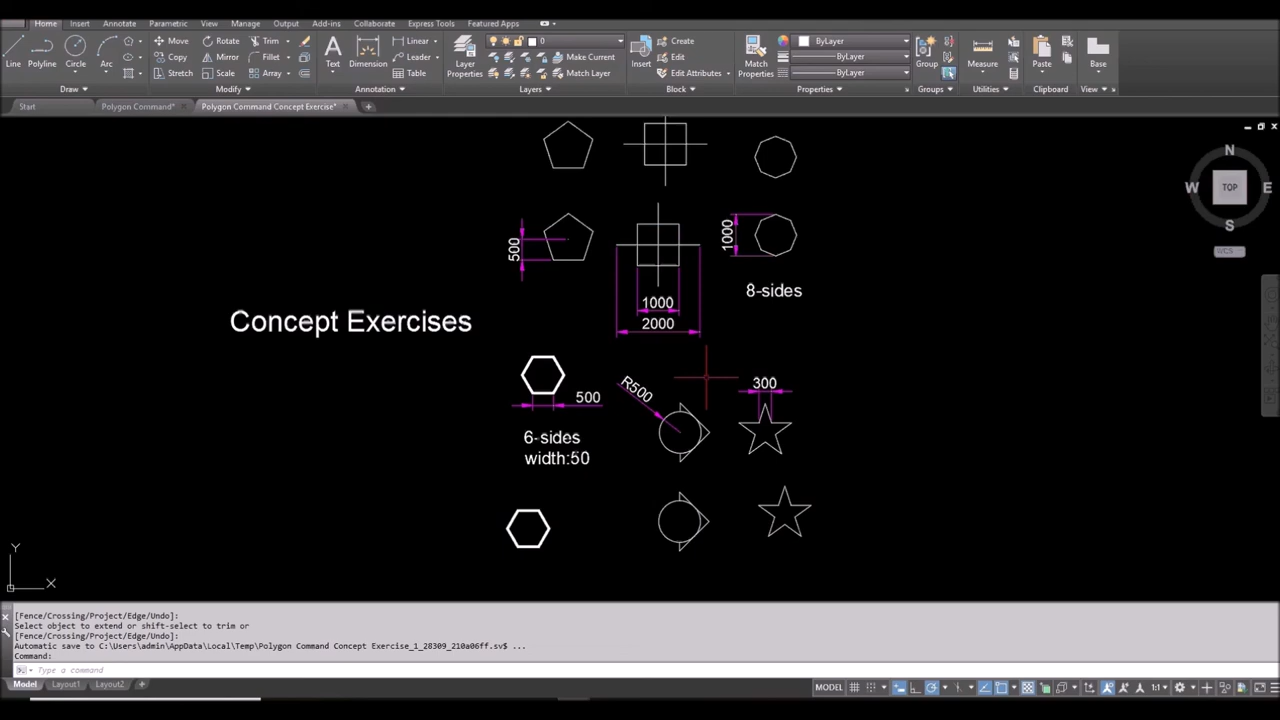 Home Insert Annotate Parametric View Manage Output Add-ins Collaborate Express Tools Featured Apps
Line Polyline Circle Arc
Move Rotate Trim
Copy Mirror Fillet
Stretch Scale Array
Text Dimension
Linear
Leader
Table
Layer Properties
0
Make Current
Match Layer
Insert
Create
Edit
Edit Attributes
Match Properties
ByLayer
ByLayer
ByLayer
Group
Measure
Paste
Base
Draw Modify Annotation Layers Block Properties Groups Utilities Clipboard View
Start Polygon Command* Polygon Command Concept Exercise*
N
W TOP E
S
WCS
500
1000
1000
2000
8-sides
Concept Exercises
500
6-sides
width:50
R500
300
Y
X
[Fence/Crossing/Project/Edge/Undo]:
Select object to extend or shift-select to trim or
[Fence/Crossing/Project/Edge/Undo]:
Automatic save to C:\Users\admin\AppData\Local\Temp\Polygon Command Concept Exercise_1_28309_210a06ff.sv$ ...
Command:
Type a command
Model Layout1 Layout2
MODEL 1:1